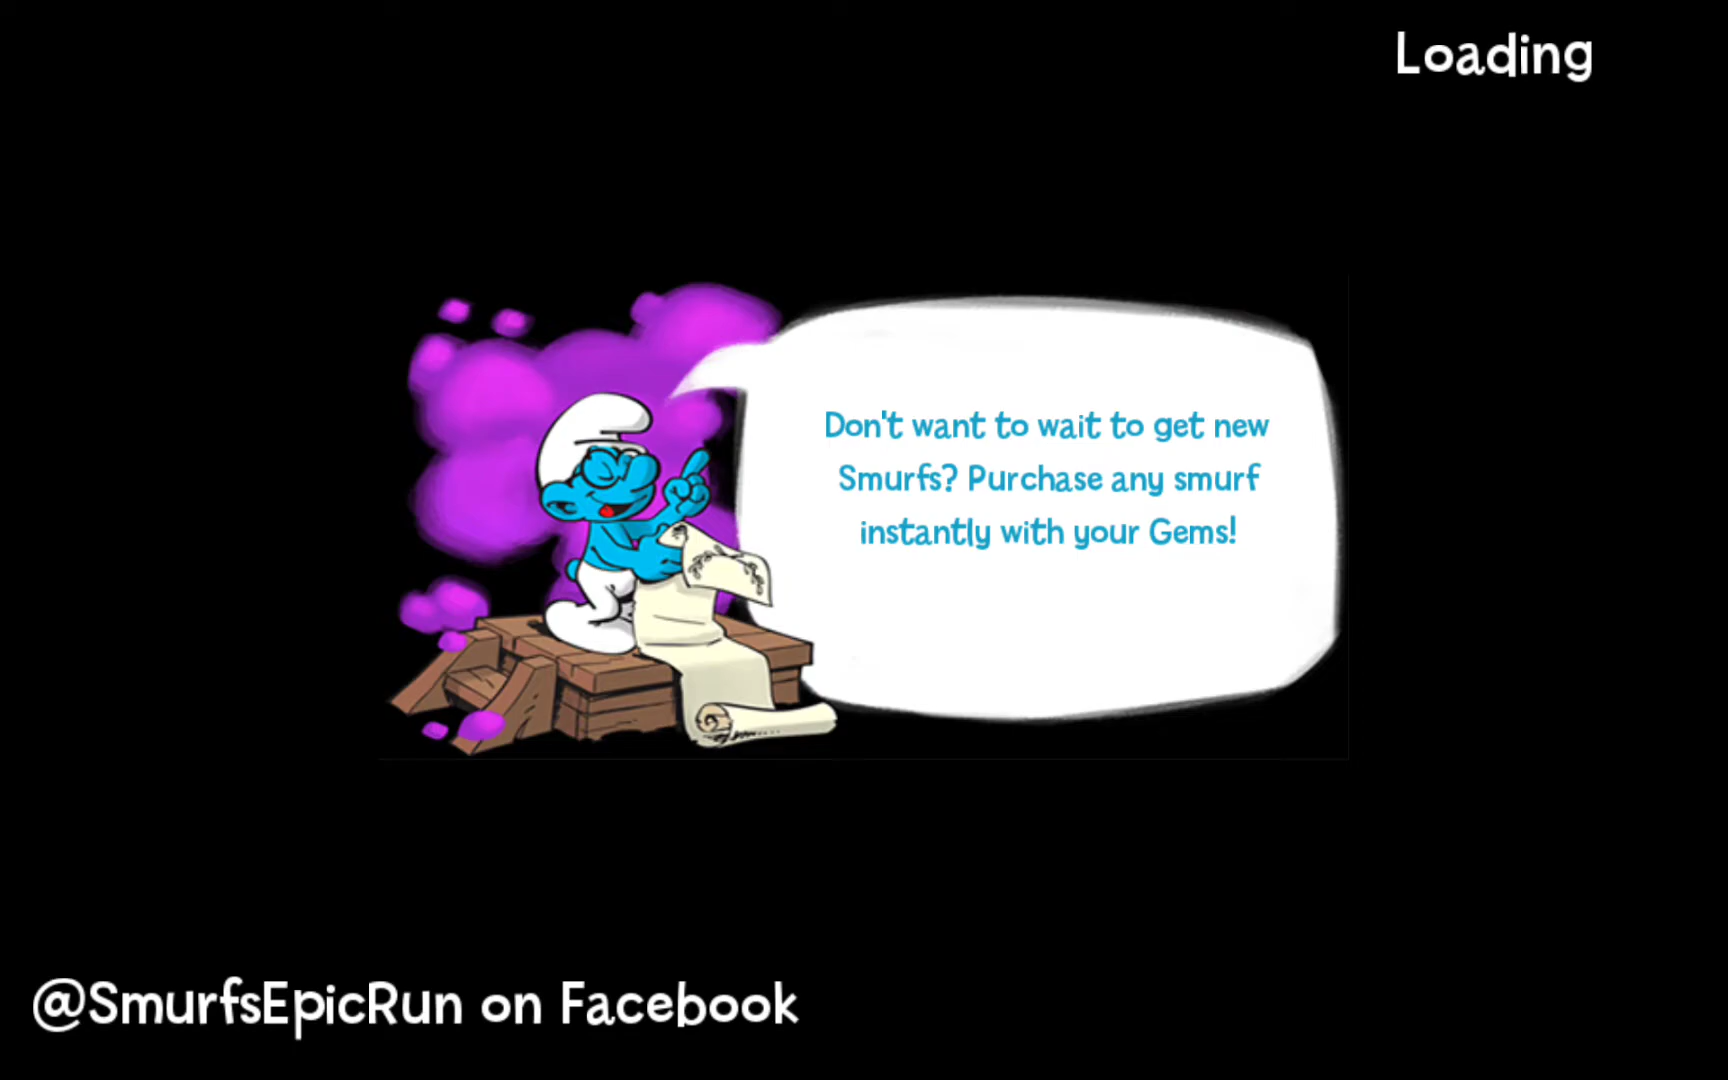 Loading
Don't want to wait to get new
Smurfs? Purchase any smurf
instantly with your Gems!
@SmurfsEpicRun on Facebook